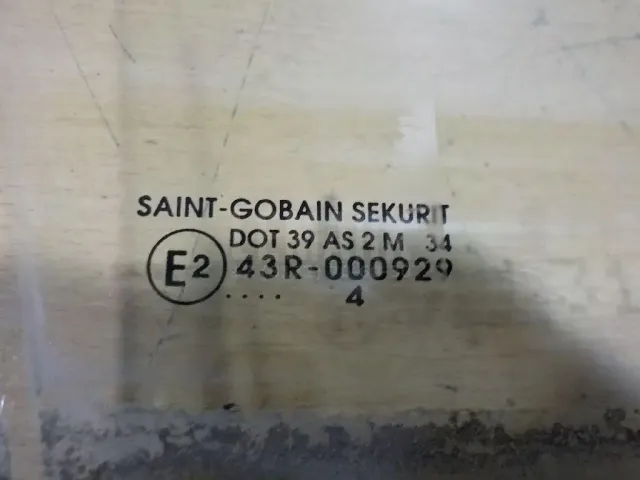 SAINT-GOBAIN SEKURIT
DOT 39 AS 2 M 34
E2 43R-000929
.... 4